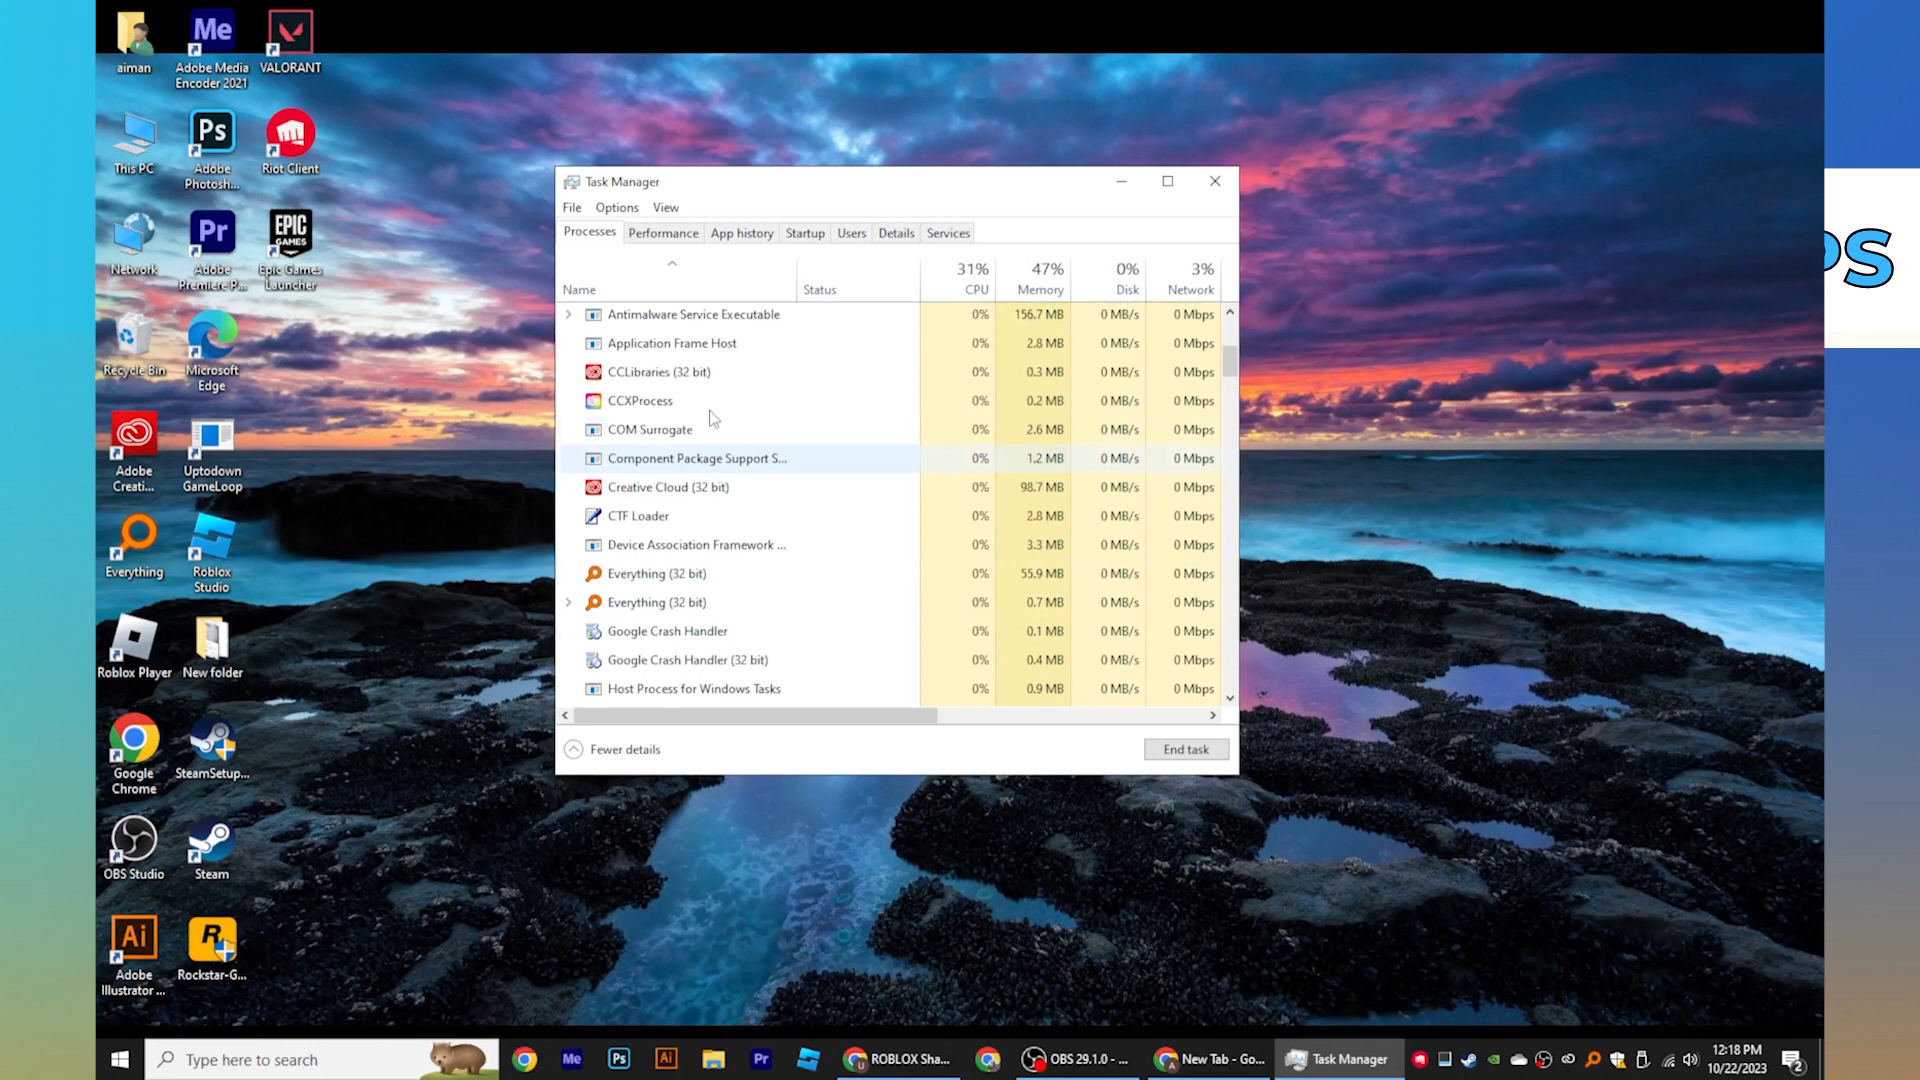 Me
aiman
Adobe Media
Encoder 2021
VALORANT
Ps
This PC
Adobe
Photosh...
Riot Client
Pr
EPIC
GAMES
Network
Adobe
Premiere P...
Epic Games
Launcher
Recycle Bin
Microsoft
Edge
Adobe
Creati...
Uptodown
GameLoop
Everything
Roblox
Studio
Roblox Player
New folder
Google
Chrome
SteamSetup...
OBS Studio
Steam
Ai
R
Adobe
Illustrator ...
Rockstar-G...
PS
Task Manager
File Options View
Processes Performance App history Startup Users Details Services
31% 47% 0% 3%
Name Status CPU Memory Disk Network
Antimalware Service Executable 0% 156.7 MB 0 MB/s 0 Mbps
Application Frame Host 0% 2.8 MB 0 MB/s 0 Mbps
CCLibraries (32 bit) 0% 0.3 MB 0 MB/s 0 Mbps
CCXProcess 0% 0.2 MB 0 MB/s 0 Mbps
COM Surrogate 0% 2.6 MB 0 MB/s 0 Mbps
Component Package Support S... 0% 1.2 MB 0 MB/s 0 Mbps
Creative Cloud (32 bit) 0% 98.7 MB 0 MB/s 0 Mbps
CTF Loader 0% 2.8 MB 0 MB/s 0 Mbps
Device Association Framework ... 0% 3.3 MB 0 MB/s 0 Mbps
Everything (32 bit) 0% 55.9 MB 0 MB/s 0 Mbps
Everything (32 bit) 0% 0.7 MB 0 MB/s 0 Mbps
Google Crash Handler 0% 0.1 MB 0 MB/s 0 Mbps
Google Crash Handler (32 bit) 0% 0.4 MB 0 MB/s 0 Mbps
Host Process for Windows Tasks 0% 0.9 MB 0 MB/s 0 Mbps
Fewer details End task
Type here to search
Me Ps Ai Pr
ROBLOX Sha...
OBS 29.1.0 - ...
New Tab - Go...
Task Manager
12:18 PM
10/22/2023
2